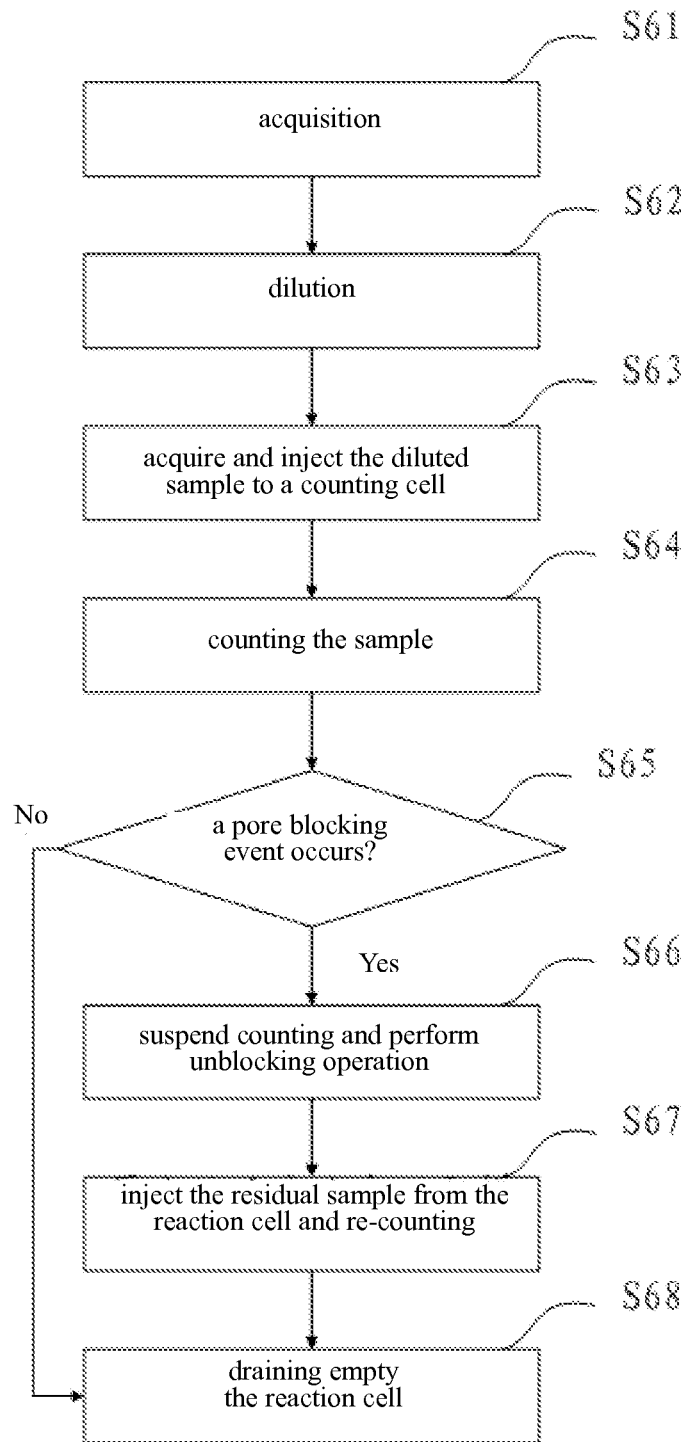 S61
acquisition
S62
dilution
S63
acquire and inject the diluted
sample to a counting cell
S64
counting the sample
S65
No
a pore blocking
event occurs?
Yes
S66
suspend counting and perform
unblocking operation
S67
inject the residual sample from the
reaction cell and re-counting
S68
draining empty
the reaction cell